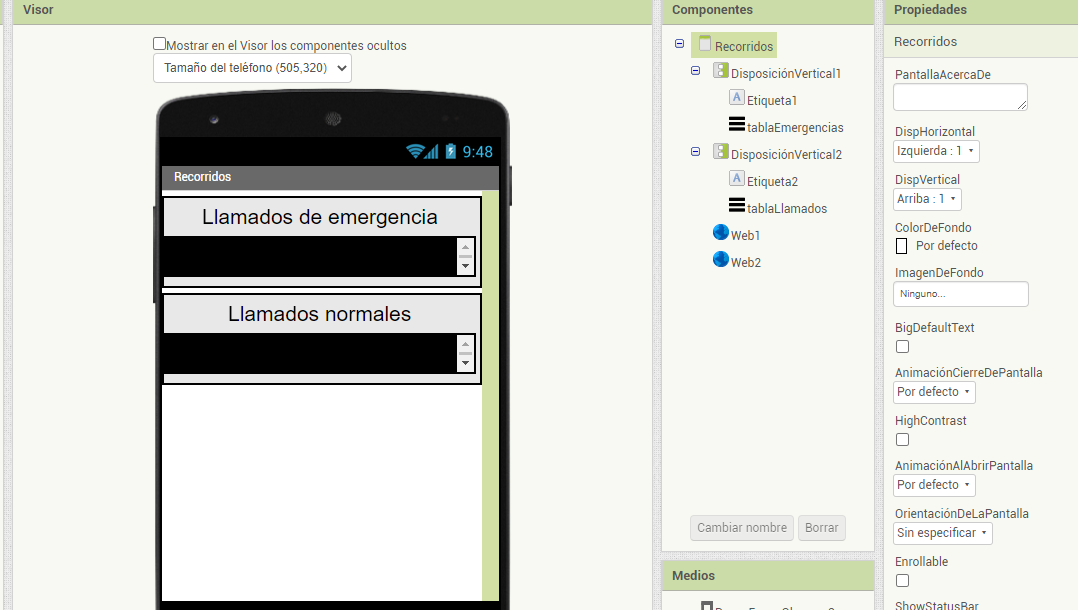 Visor
Mostrar en el Visor los componentes ocultos
Tamaño del teléfono (505,320)
9:48
Recorridos
Llamados de emergencia
Llamados normales
Componentes
Recorridos
DisposiciónVertical1
A Etiqueta1
tablaEmergencias
DisposiciónVertical2
A Etiqueta2
tablaLlamados
Web1
Web2
Cambiar nombre Borrar
Medios
Propiedades
Recorridos
PantallaAcercaDe
DispHorizontal
Izquierda : 1
DispVertical
Arriba : 1
ColorDeFondo
Por defecto
ImagenDeFondo
Ninguno...
BigDefaultText
AnimaciónCierreDePantalla
Por defecto
HighContrast
AnimaciónAlAbrirPantalla
Por defecto
OrientaciónDeLaPantalla
Sin especificar
Enrollable
ShowStatusBar